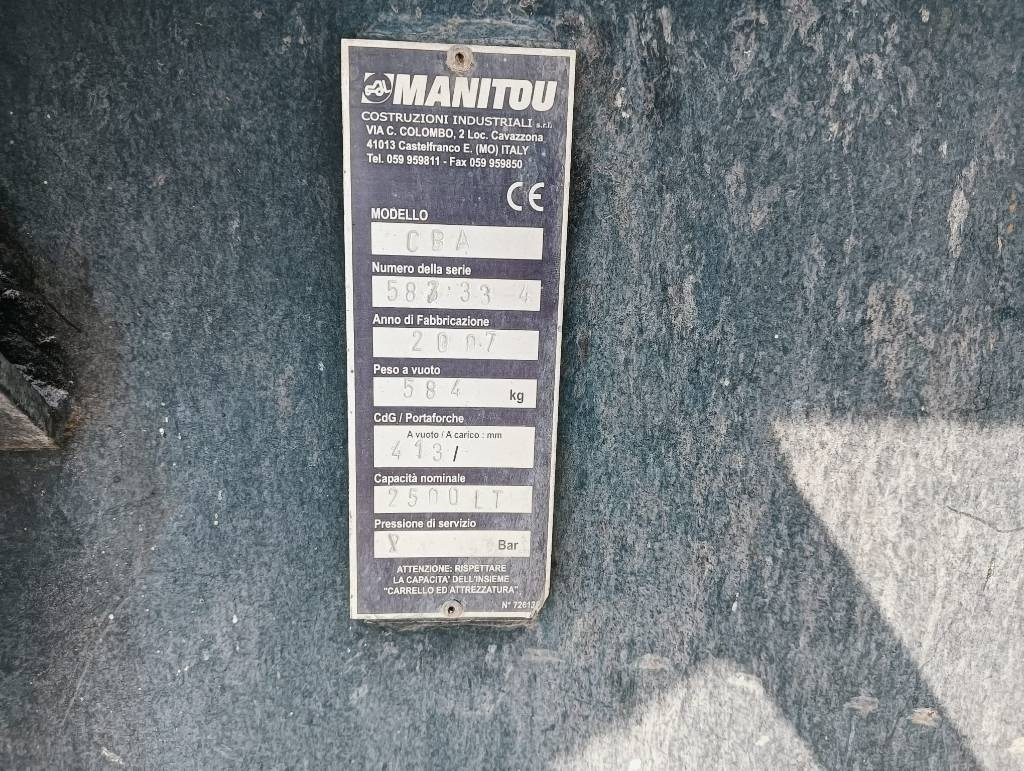 MANITOU
COSTRUZIONI INDUSTRIALI s.r.l.
VIA C. COLOMBO, 2 Loc. Cavazzona
41013 Castelfranco E. (MO) ITALY
Tel. 059 959811 - Fax 059 959850
CE
MODELLO
CBA
Numero della serie
Anno di Fabbricazione
2007
Peso a vuoto
584 kg
CdG / Portaforche
A vuoto / A carico : mm
413/
Capacità nominale
2500 LT
Pressione di servizio
Bar
ATTENZIONE: RISPETTARE
LA CAPACITA' DELL'INSIEME
"CARRELLO ED ATTREZZATURA"
N°